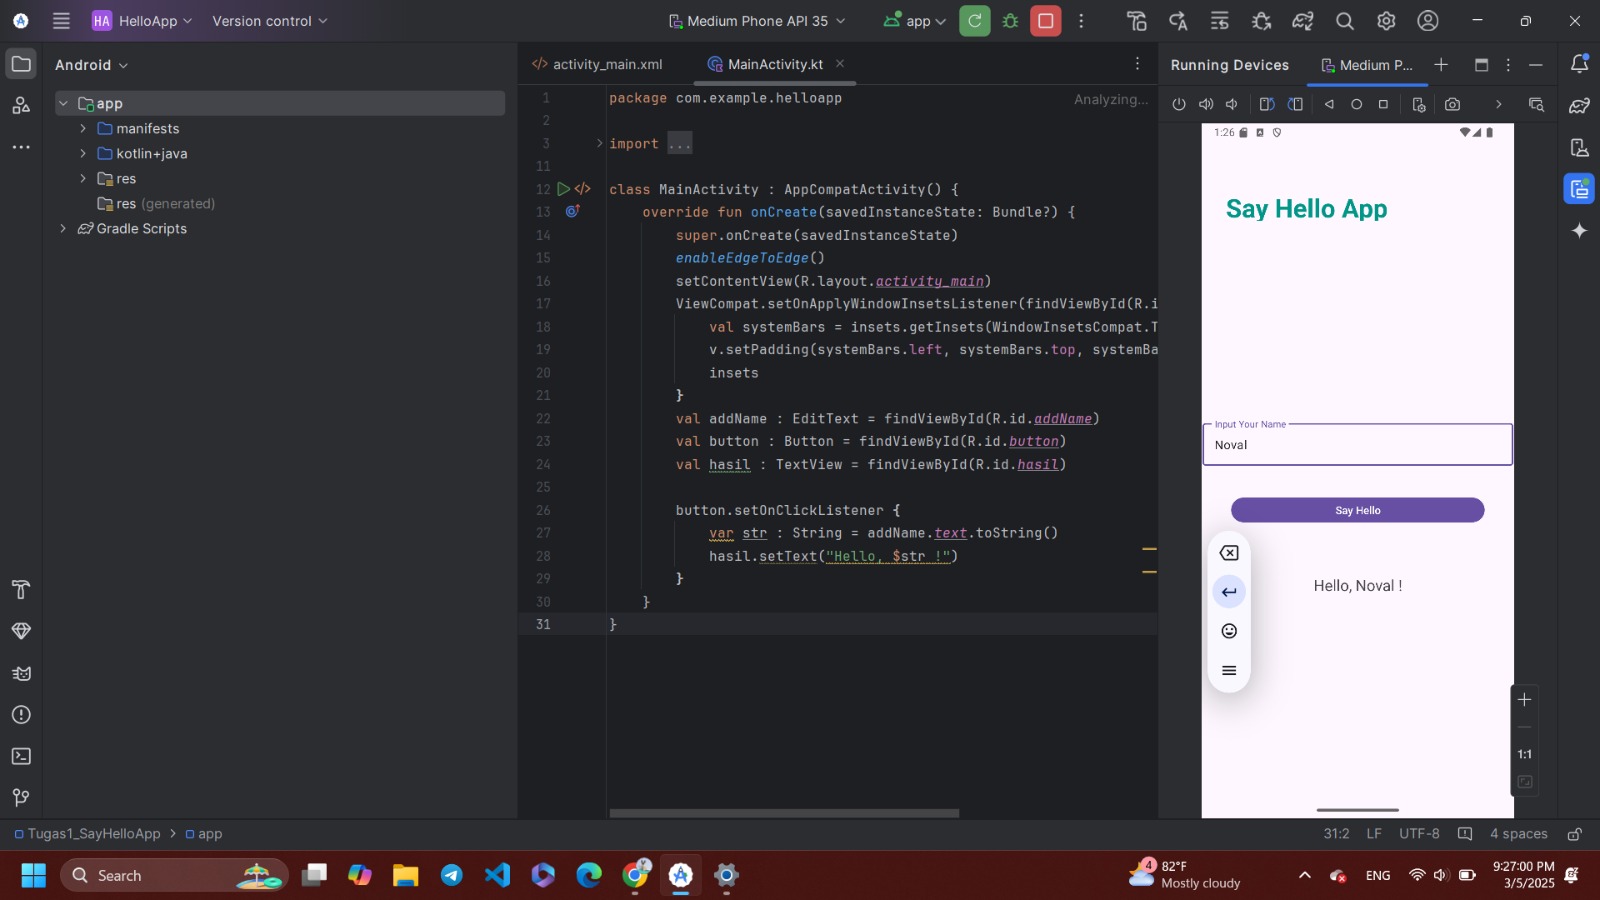 HA HelloApp Version control Medium Phone API 35 app
Android
app
manifests
kotlin+java
res
res (generated)
Gradle Scripts
activity_main.xml MainActivity.kt
Analyzing...
1 package com.example.helloapp
2
3 import ...
11
12 class MainActivity : AppCompatActivity() {
13 override fun onCreate(savedInstanceState: Bundle?) {
14 super.onCreate(savedInstanceState)
15 enableEdgeToEdge()
16 setContentView(R.layout.activity_main)
17 ViewCompat.setOnApplyWindowInsetsListener(findViewById(R.i
18 val systemBars = insets.getInsets(WindowInsetsCompat.T
19 v.setPadding(systemBars.left, systemBars.top, systemBa
20 insets
21 }
22 val addName : EditText = findViewById(R.id.addName)
23 val button : Button = findViewById(R.id.button)
24 val hasil : TextView = findViewById(R.id.hasil)
25
26 button.setOnClickListener {
27 var str : String = addName.text.toString()
28 hasil.setText("Hello, $str !")
29 }
30 }
31 }
Running Devices Medium P...
1:26
Say Hello App
Input Your Name
Noval
Say Hello
Hello, Noval !
1:1
Tugas1_SayHelloApp app
31:2 LF UTF-8 4 spaces
Search
4
82°F
Mostly cloudy
ENG
9:27:00 PM
3/5/2025